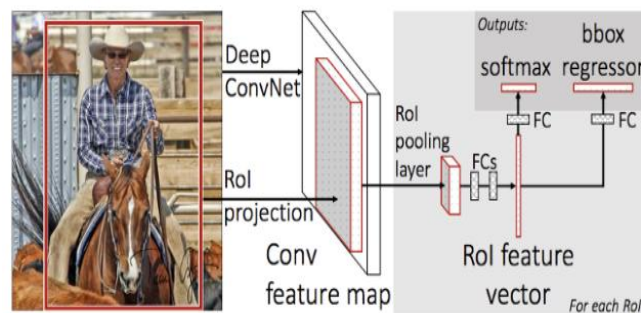 Deep
ConvNet
RoI
projection
Conv
feature map
RoI
pooling
layer
FCs
RoI feature
vector
Outputs:
softmax
bbox
regressor
FC
FC
For each RoI